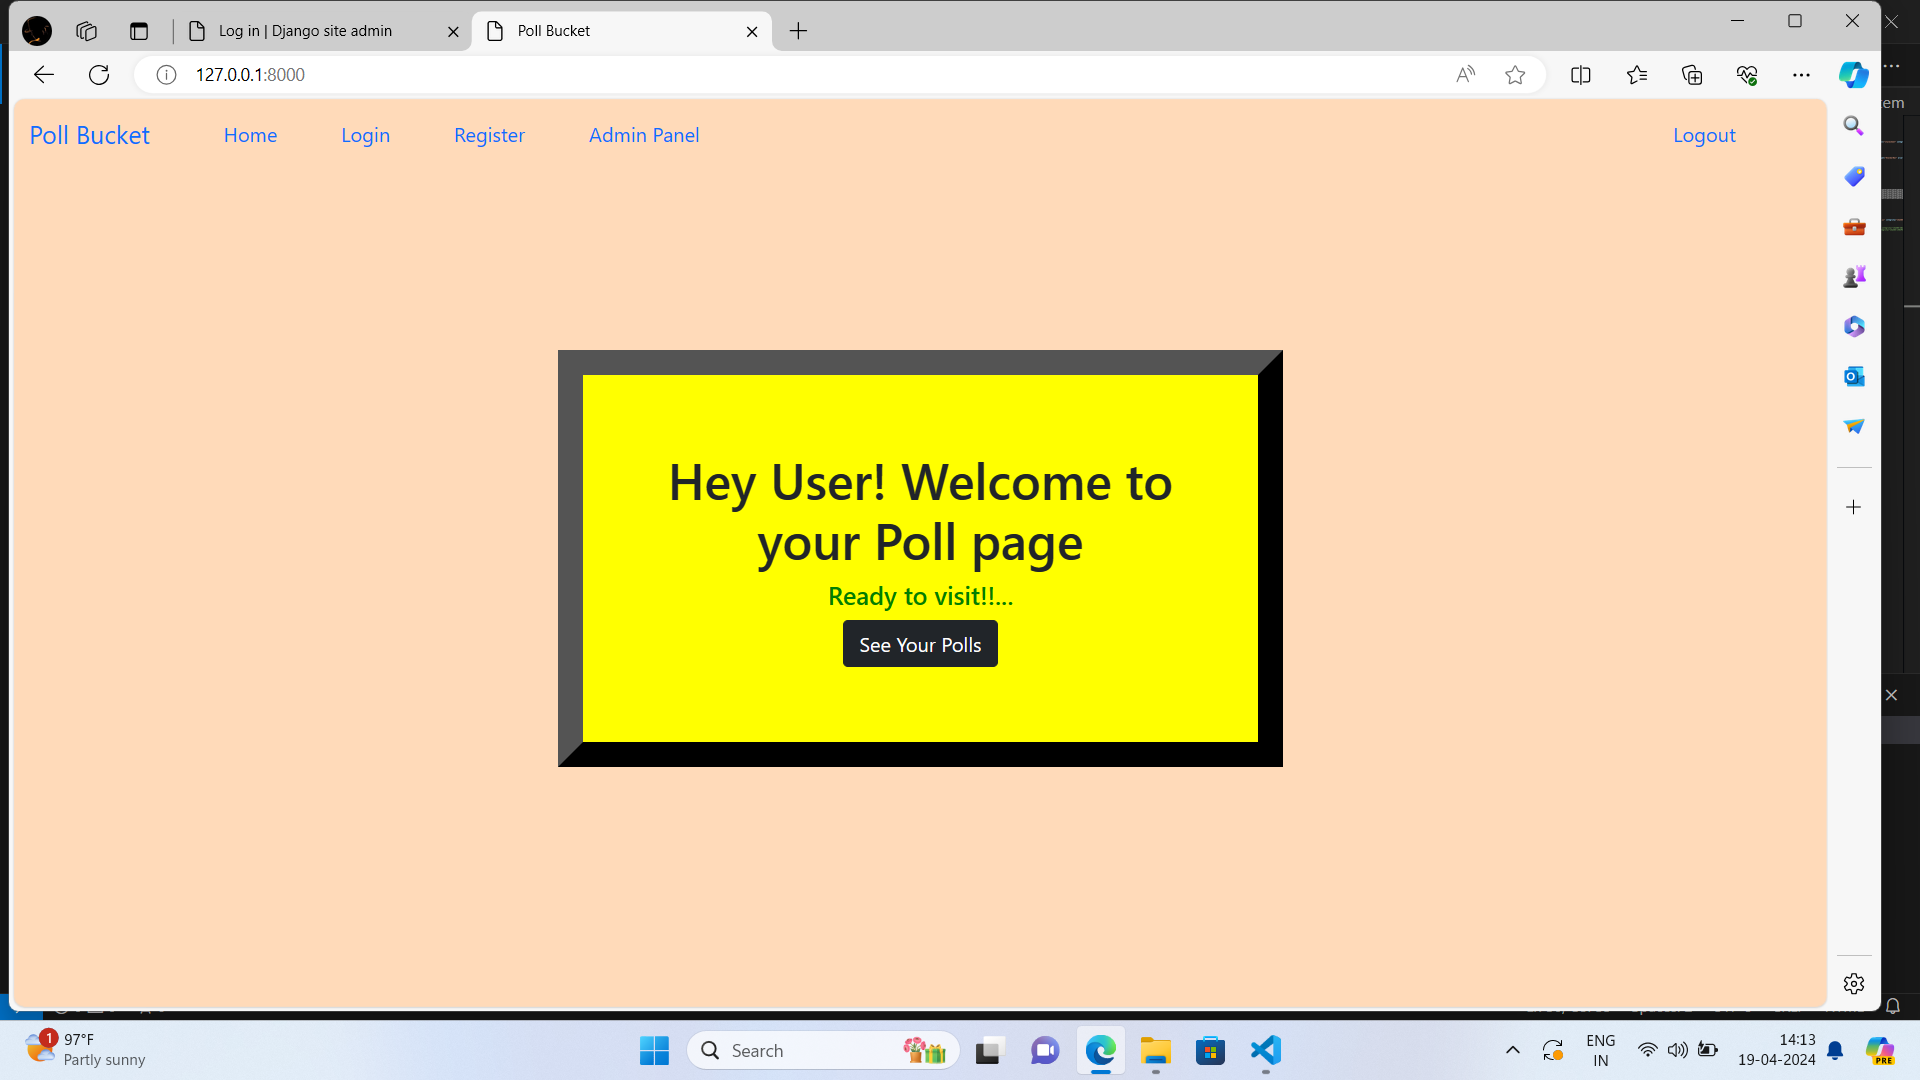 Log in | Django site admin
Poll Bucket
127.0.0.1:8000
Poll Bucket
Home
Login
Register
Admin Panel
Logout
Hey User! Welcome to
your Poll page
Ready to visit!!...
See Your Polls
1
97°F
Partly sunny
Search
ENG
IN
14:13
19-04-2024
PRE